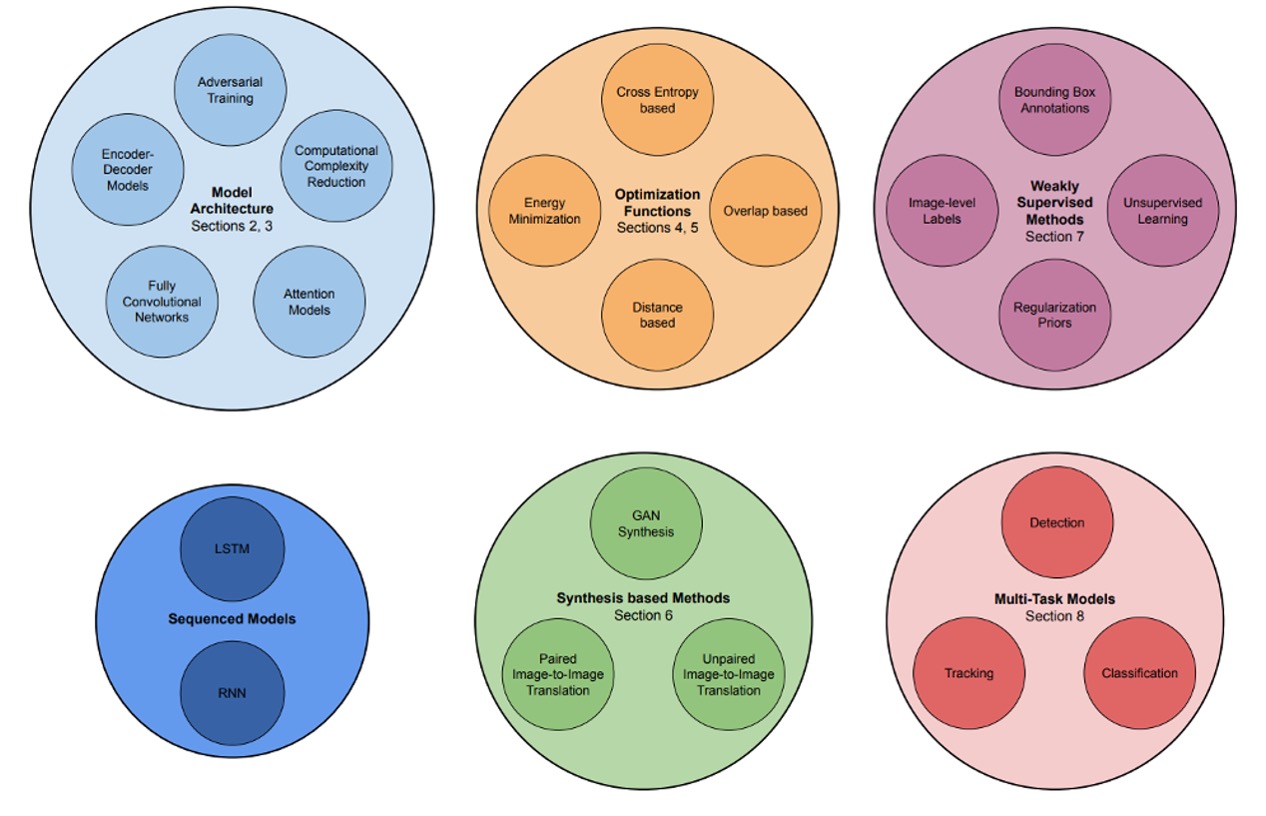 Adversarial
Training
Encoder-
Decoder
Models
Computational
Complexity
Reduction
Model
Architecture
Sections 2, 3
Fully
Convolutional
Networks
Attention
Models
Cross Entropy
based
Energy
Minimization
Optimization
Functions
Sections 4, 5
Overlap based
Distance
based
Bounding Box
Annotations
Image-level
Labels
Weakly
Supervised
Methods
Section 7
Unsupervised
Learning
Regularization
Priors
LSTM
Sequenced Models
RNN
GAN
Synthesis
Synthesis based Methods
Section 6
Paired
Image-to-Image
Translation
Unpaired
Image-to-Image
Translation
Detection
Multi-Task Models
Section 8
Tracking
Classification